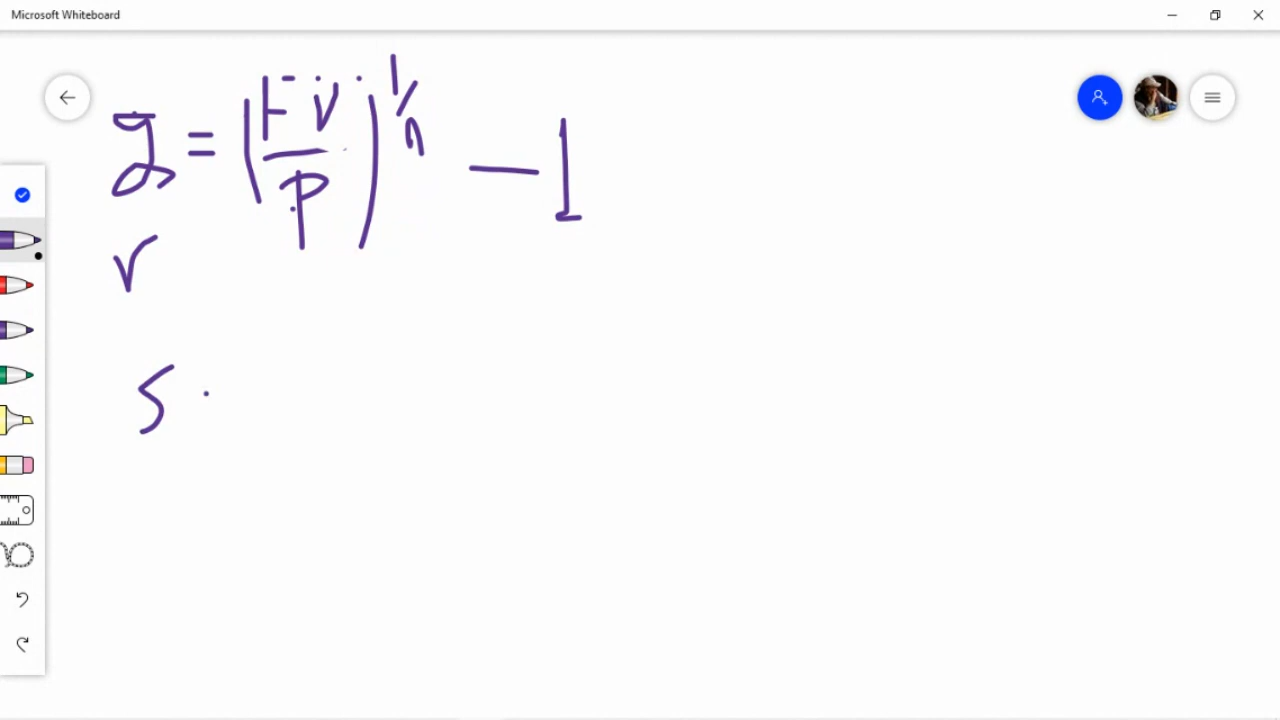 Microsoft Whiteboard
g = (FV/P)^1/n - 1
r
S